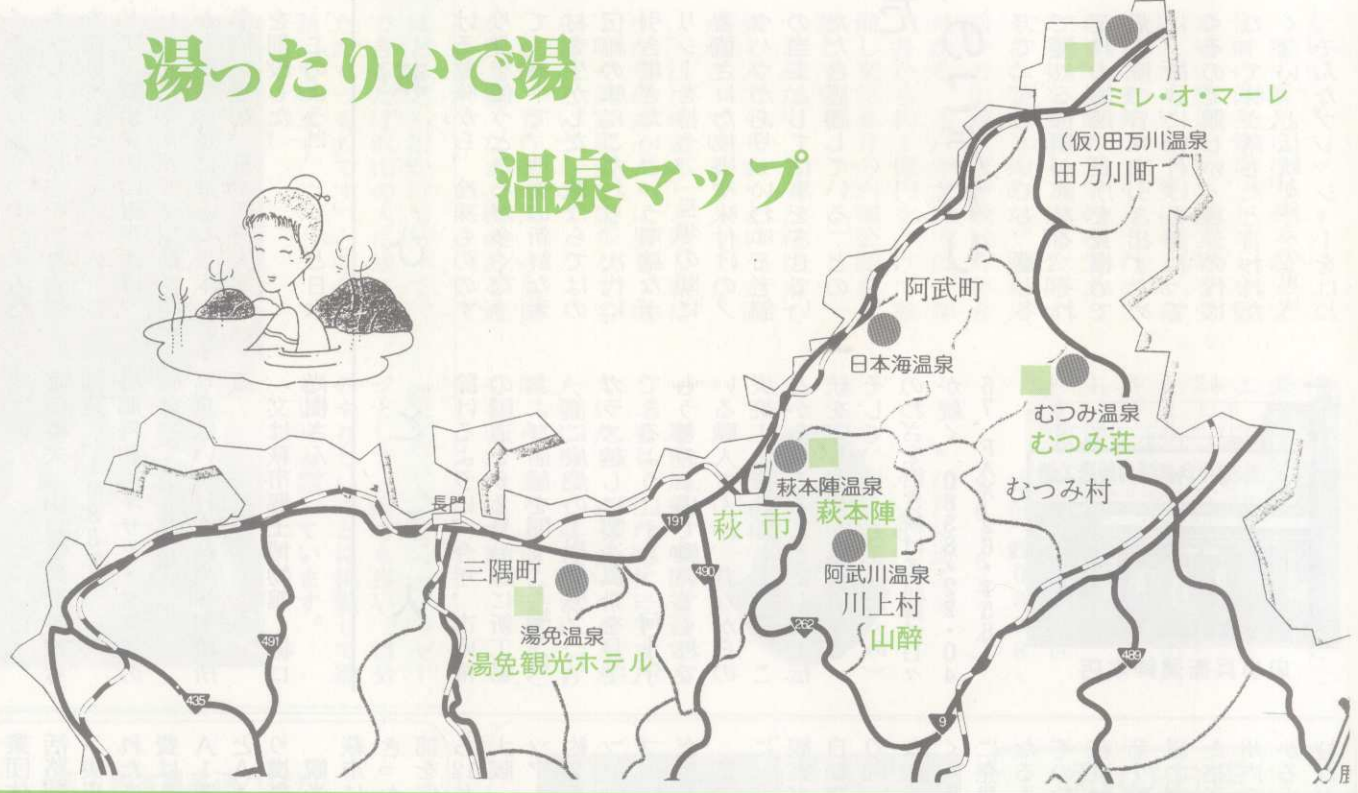 湯ったりいで湯
温泉マップ
ミレ・オ・マーレ
(仮)田万川温泉
田万川町
阿武町
日本海温泉
むつみ温泉
むつみ荘
むつみ村
萩本陣温泉
萩本陣
萩市
阿武川温泉
川上村
山酔
長門
三隅町
湯免温泉
湯免観光ホテル
191
490
262
491
435
489
9